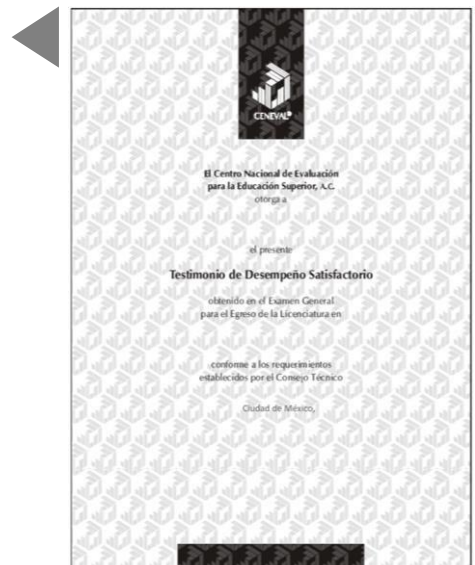 CENEVAL®
El Centro Nacional de Evaluación
para la Educación Superior, A.C.
otorga a
el presente
Testimonio de Desempeño Satisfactorio
obtenido en el Examen General
para el Egreso de la Licenciatura en
conforme a los requerimientos
establecidos por el Consejo Técnico
Ciudad de México,